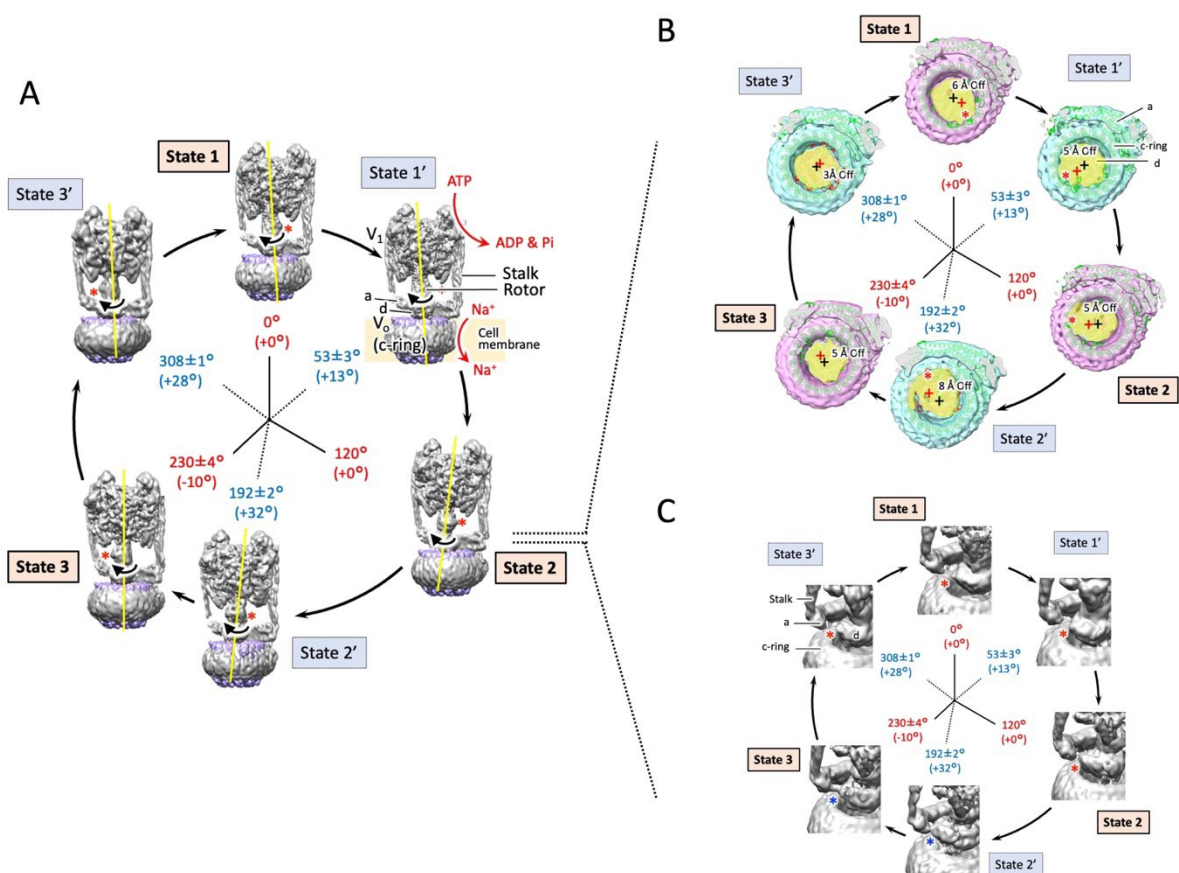 A
State 1
State 3’
State 1’
ATP
ADP & Pi
V1
Stalk
Rotor
a
d
Na+
Vo
(c-ring)
Cell
membrane
Na+
0°
(+0°)
308±1°
(+28°)
53±3°
(+13°)
230±4°
(-10°)
120°
(+0°)
192±2°
(+32°)
State 3
State 2
State 2’
B
State 1
State 3’
State 1’
6 Å Off
a
c-ring
d
5 Å Off
3Å Off
0°
(+0°)
308±1°
(+28°)
53±3°
(+13°)
230±4°
(-10°)
120°
(+0°)
192±2°
(+32°)
State 3
5 Å Off
5 Å Off
8 Å Off
State 2
State 2’
C
State 1
State 3’
State 1’
Stalk
a
d
c-ring
0°
(+0°)
308±1°
(+28°)
53±3°
(+13°)
230±4°
(-10°)
120°
(+0°)
192±2°
(+32°)
State 3
State 2
State 2’